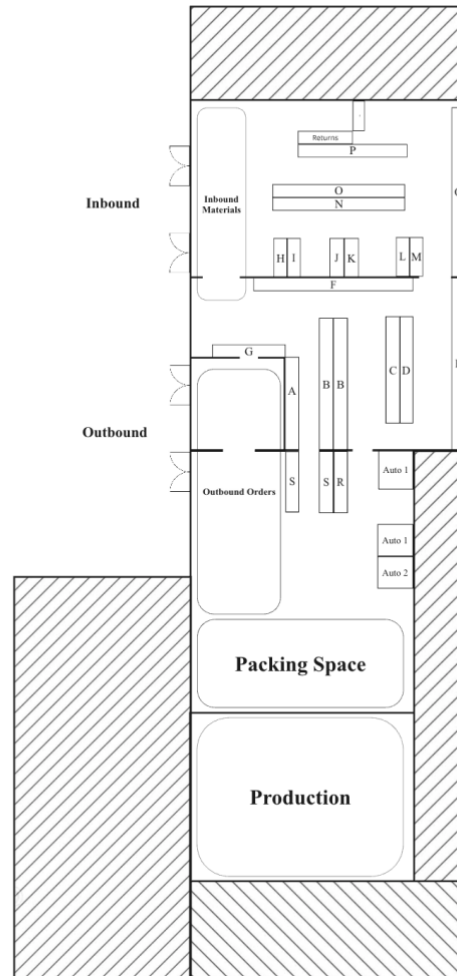 Returns
P
O
N
Inbound
Inbound
Materials
H
I
J
K
L
M
F
G
A
B
B
C
D
Outbound
Outbound Orders
S
S
R
Auto 1
Auto 1
Auto 2
Packing Space
Production